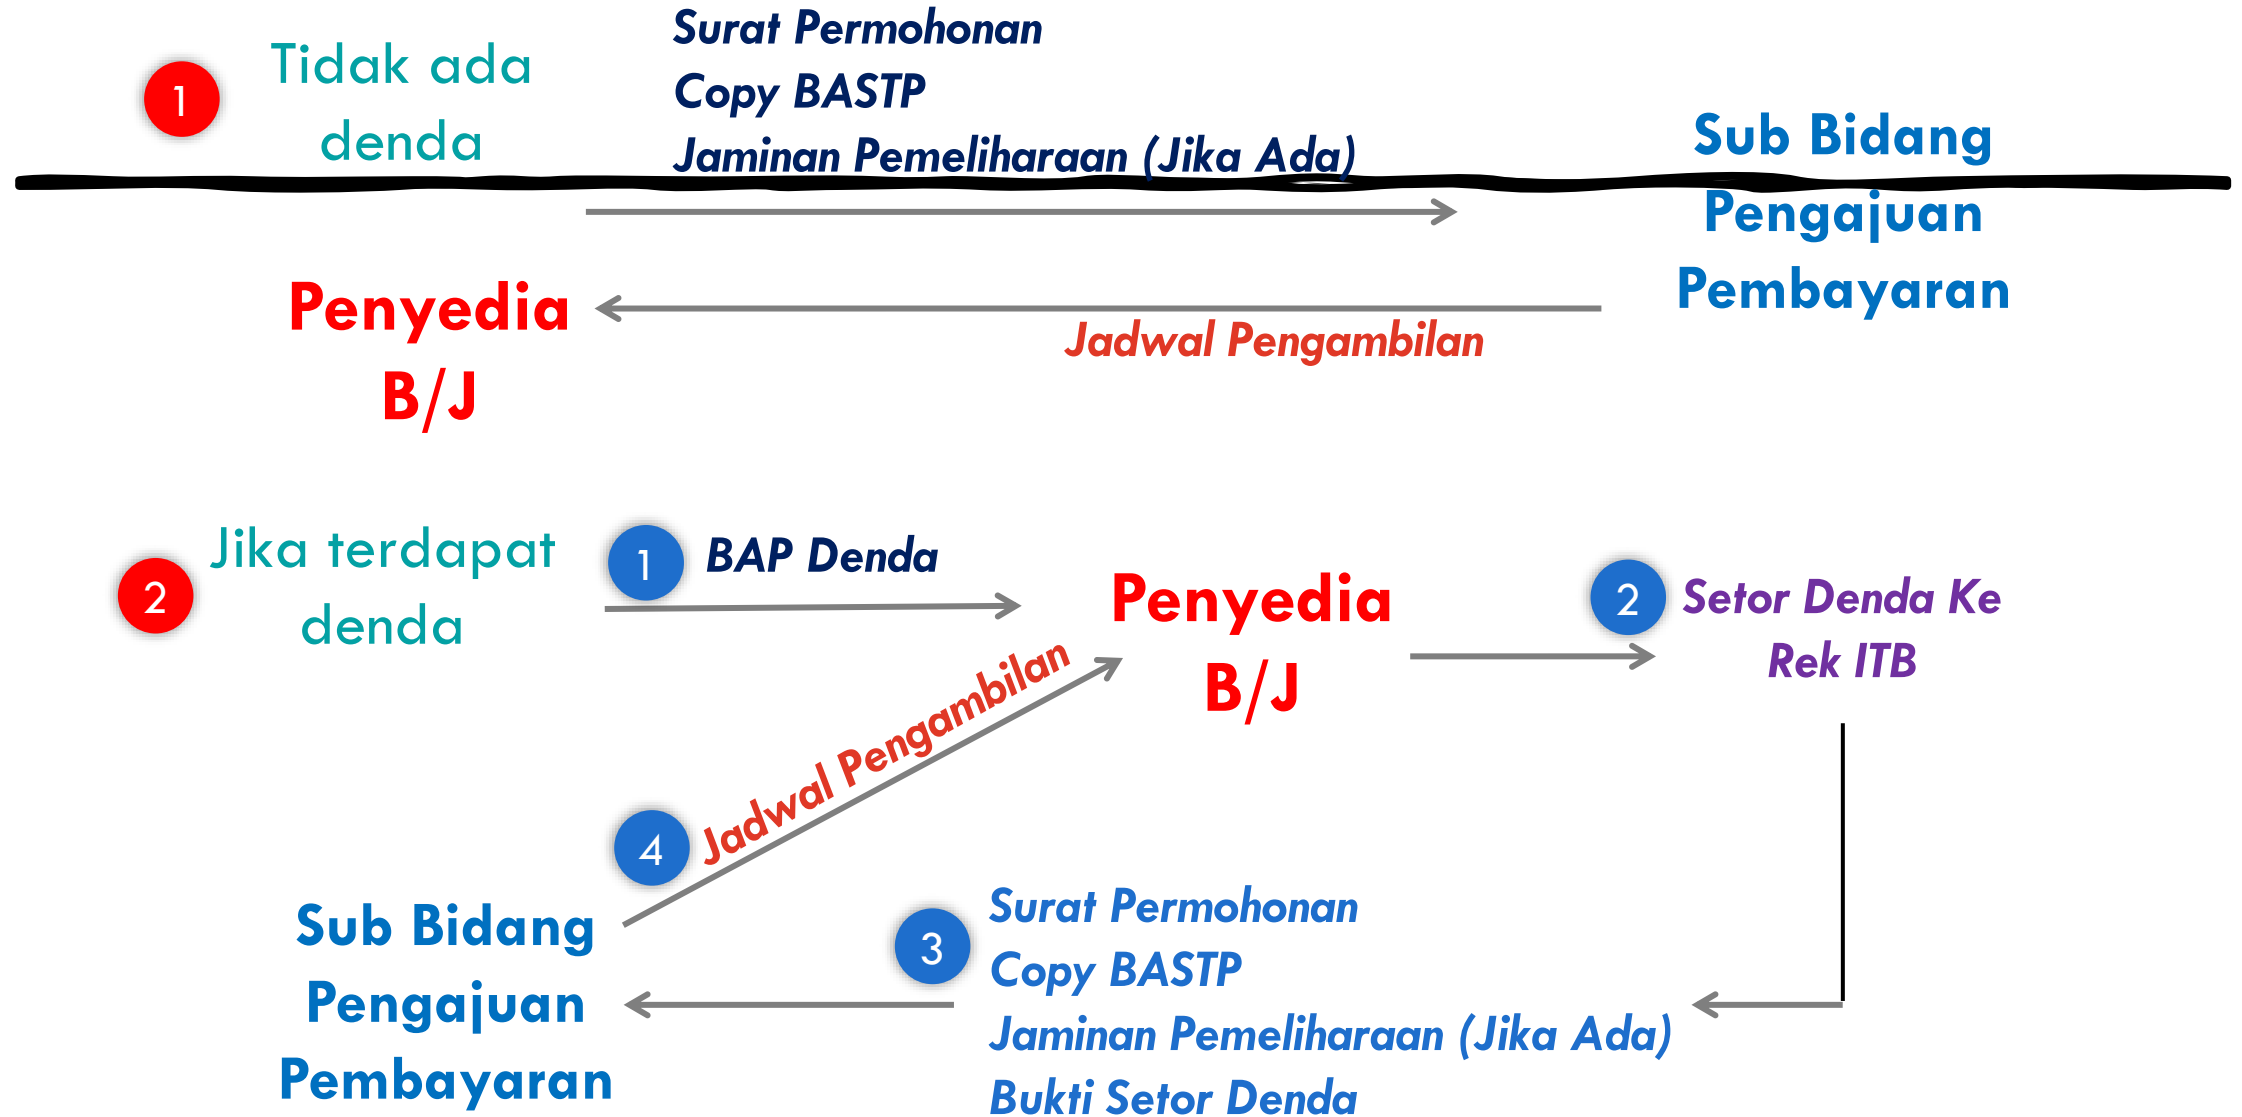 1
Tidak ada
denda
Surat Permohonan
Copy BASTP
Jaminan Pemeliharaan (Jika Ada)
Sub Bidang
Pengajuan
Pembayaran
Penyedia
B/J
Jadwal Pengambilan
2
Jika terdapat
denda
1
BAP Denda
Penyedia
B/J
2
Setor Denda Ke
Rek ITB
4
Jadwal Pengambilan
Sub Bidang
Pengajuan
Pembayaran
3
Surat Permohonan
Copy BASTP
Jaminan Pemeliharaan (Jika Ada)
Bukti Setor Denda